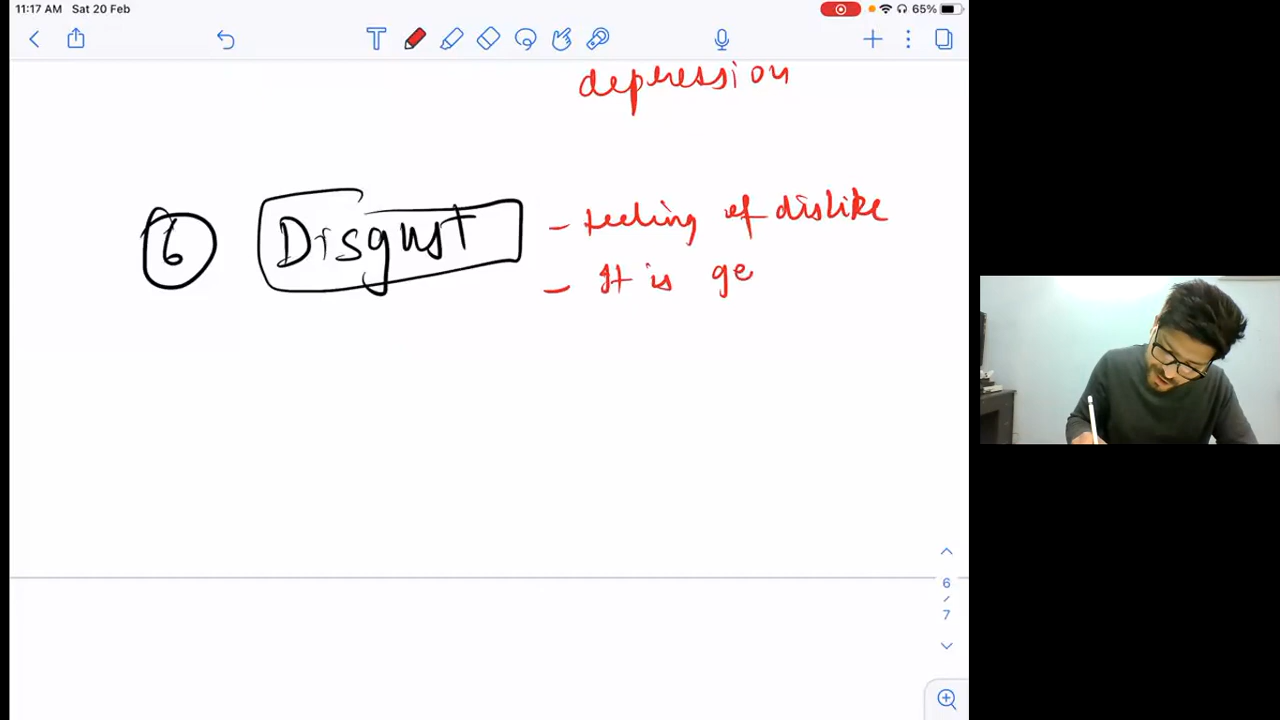 11:17 AM Sat 20 Feb
65%
T
depression
6 Disgust - feeling of dislike
- It is ge
6
/
7